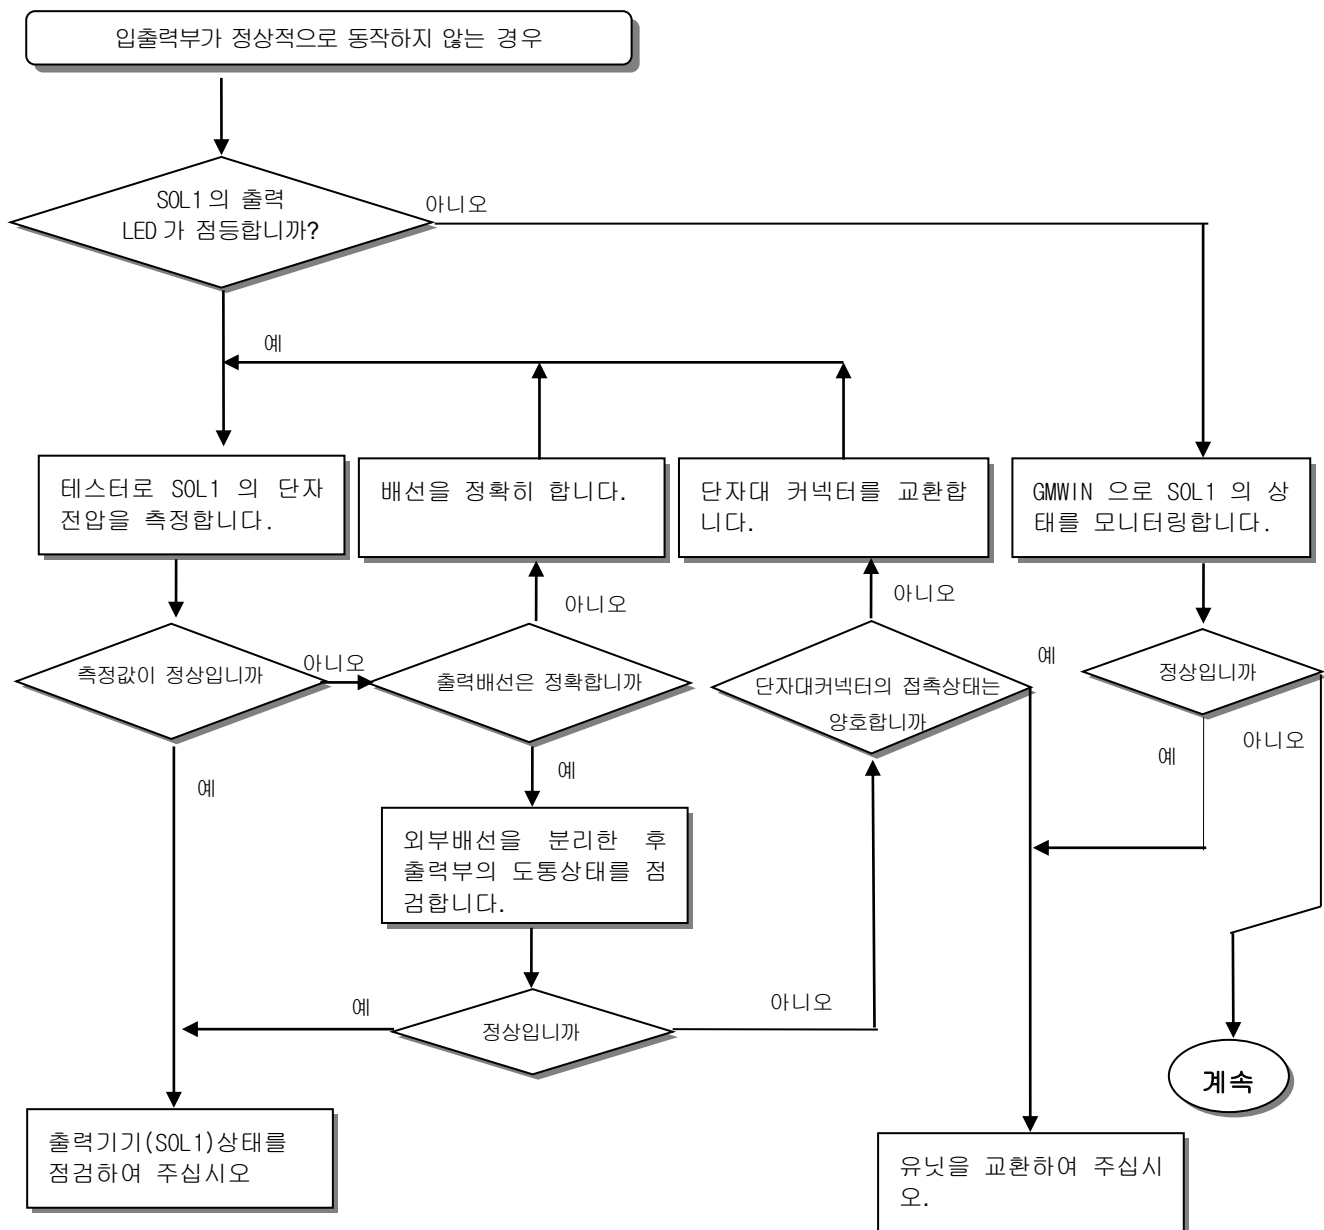 입출력부가 정상적으로 동작하지 않는 경우
SOL1 의 출력
LED 가 점등합니까?
아니오
예
테스터로 SOL1 의 단자
전압을 측정합니다.
배선을 정확히 합니다.
단자대 커넥터를 교환합
니다.
GMWIN 으로 SOL1 의 상
태를 모니터링합니다.
아니오
아니오
측정값이 정상입니까
아니오
출력배선은 정확합니까
단자대커넥터의 접촉상태는
양호합니까
예
정상입니까
예
예
예
아니오
외부배선을 분리한 후
출력부의 도통상태를 점
검합니다.
예
정상입니까
아니오
계속
출력기기(SOL1)상태를
점검하여 주십시오
유닛을 교환하여 주십시
오.